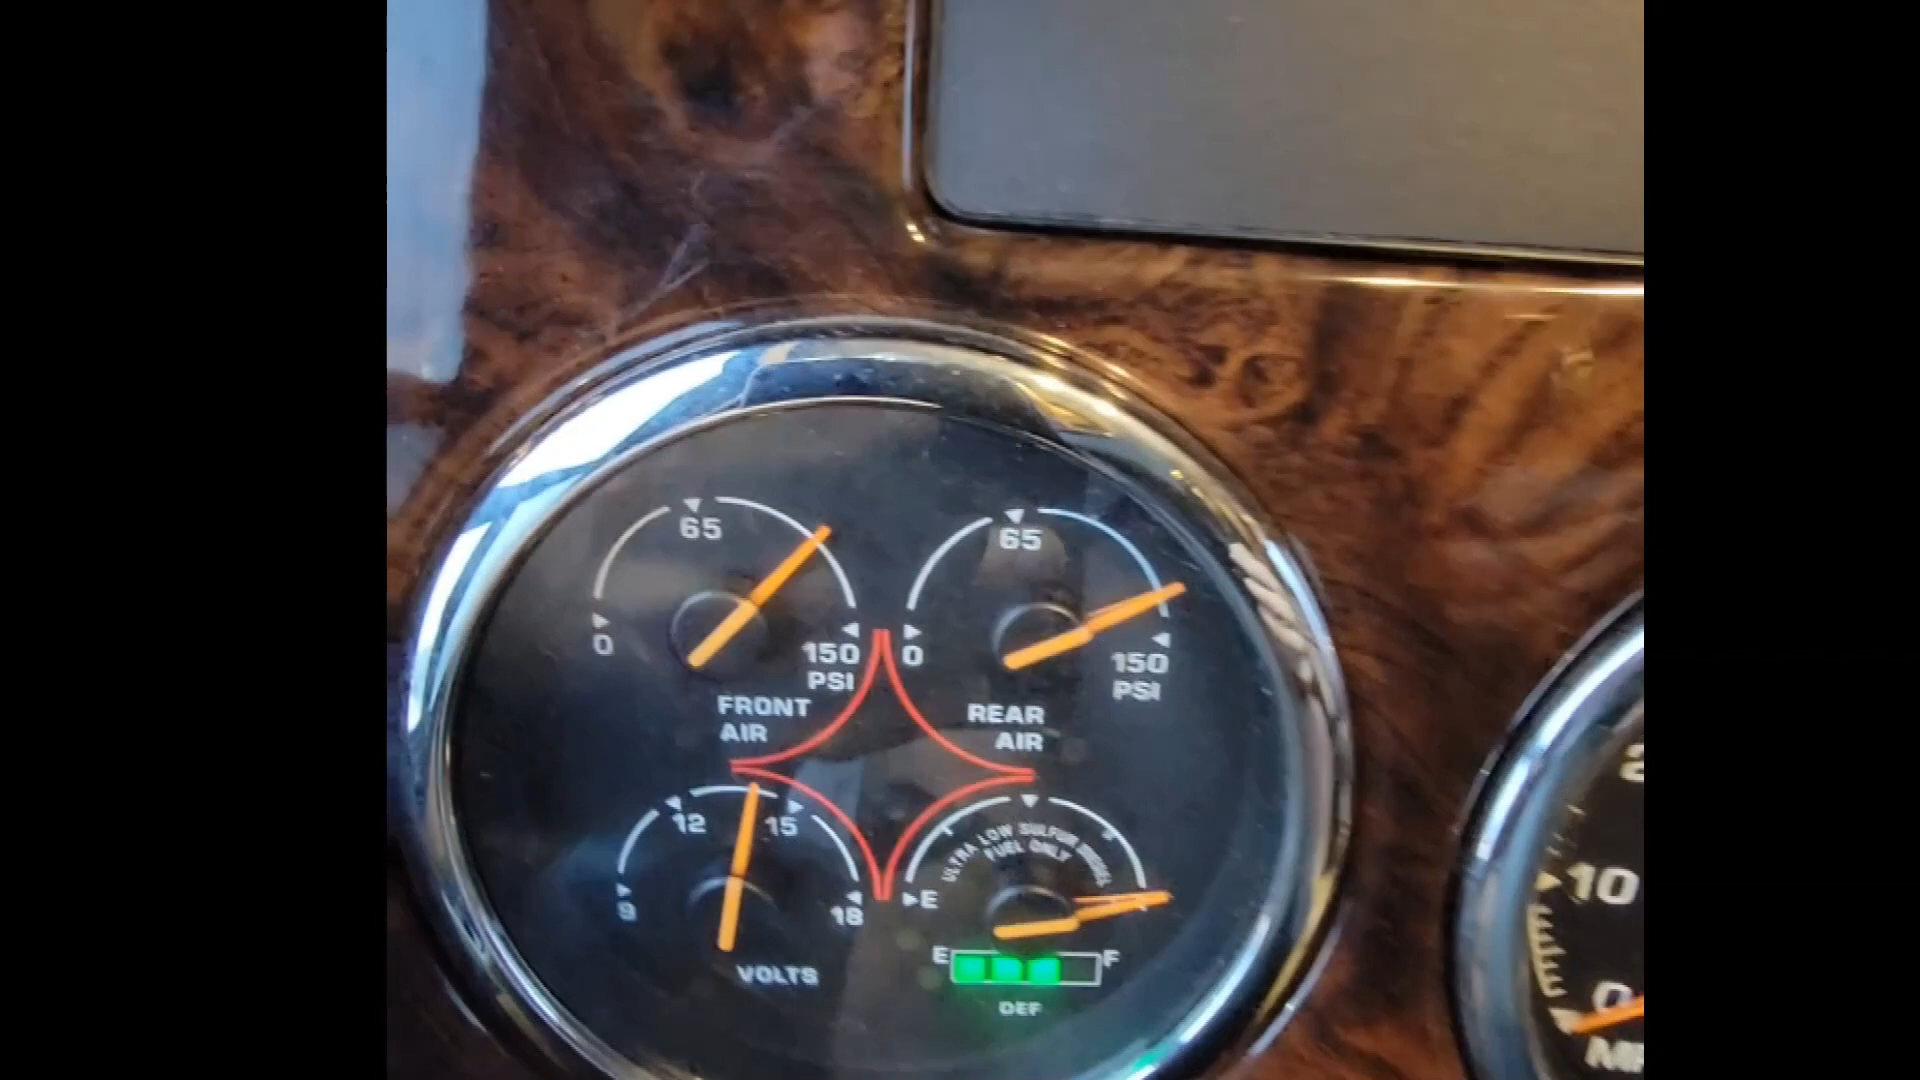 65
0
150
PSI
FRONT
AIR
65
0
150
PSI
REAR
AIR
12
15
9
18
VOLTS
ULTRA LOW SULFUR DIESEL
FUEL ONLY
E
E
F
DEF
10
0